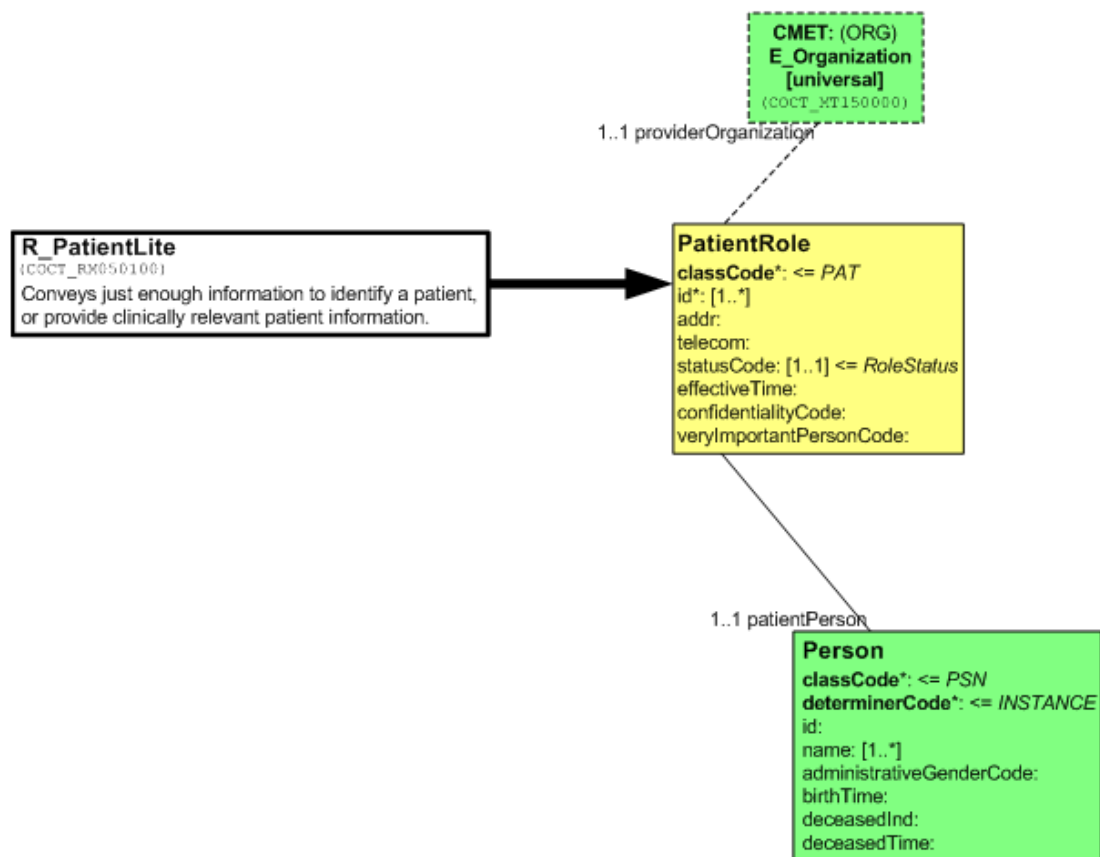 CMET: (ORG)
E_Organization
[universal]
(COCT_MT150000)
1..1 providerOrganization
R_PatientLite
(COCT_RM050100)
Conveys just enough information to identify a patient,
or provide clinically relevant patient information.
PatientRole
classCode*: <= PAT
id*: [1..*]
addr:
telecom:
statusCode: [1..1] <= RoleStatus
effectiveTime:
confidentialityCode:
veryImportantPersonCode:
1..1 patientPerson
Person
classCode*: <= PSN
determinerCode*: <= INSTANCE
id:
name: [1..*]
administrativeGenderCode:
birthTime:
deceasedInd:
deceasedTime: